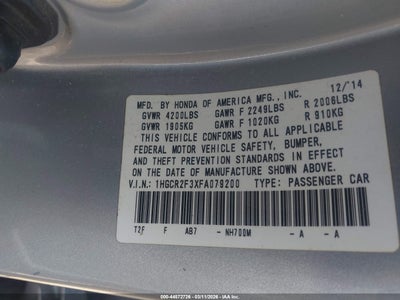 12/'14
MFD. BY HONDA OF AMERICA MFG., INC.
GVWR 4200LBS GAWR F 2249LBS R 2006LBS
GVWR 1905KG GAWR F 1020KG R 910KG
THIS VEHICLE CONFORMS TO ALL APPLICABLE
FEDERAL MOTOR VEHICLE SAFETY, BUMPER,
AND THEFT PREVENTION STANDARDS IN EFFECT
ON THE DATE OF MANUFACTURE SHOWN ABOVE.
V.I.N.: 1HGCR2F3XFA079200 TYPE: PASSENGER CAR
T2F F AB7 - NH700M -A -A
000-44872726 - 03/11/2026 - IAA